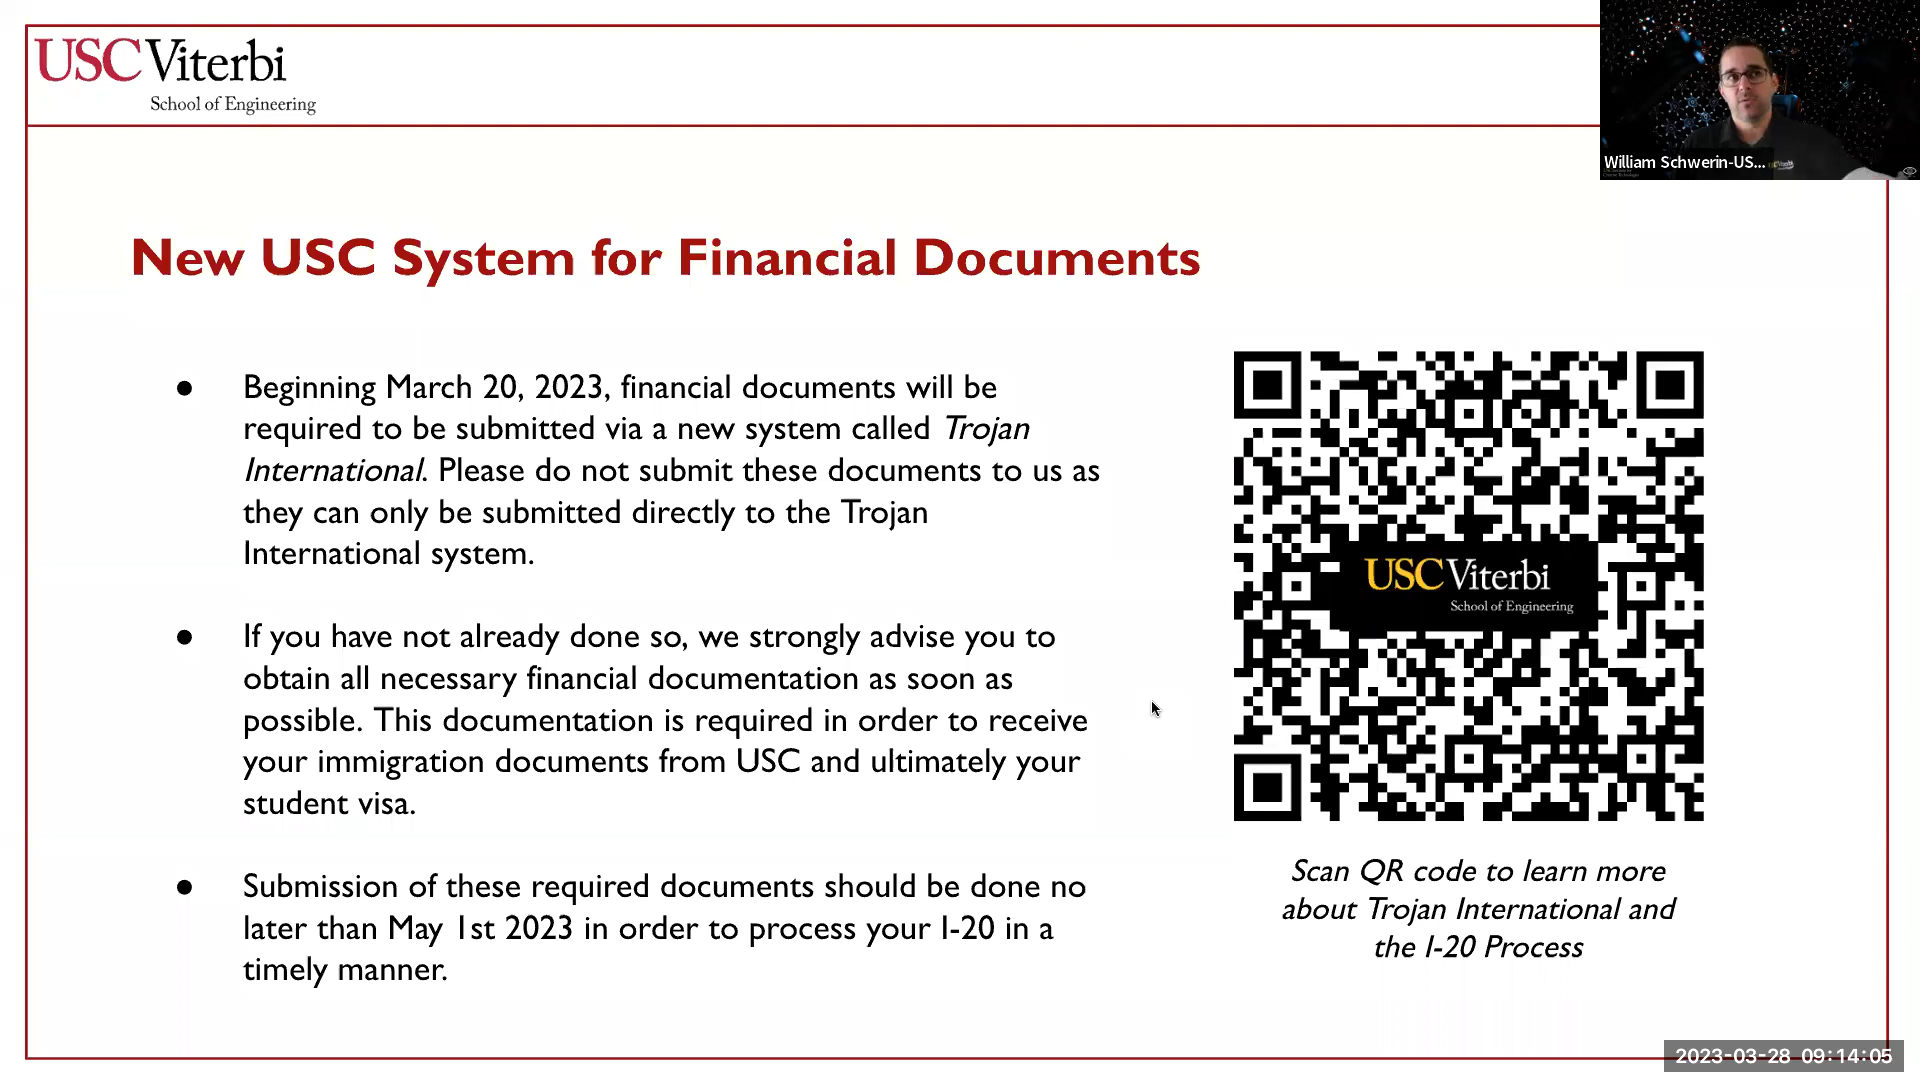 USC Viterbi
School of Engineering
William Schwerin-US...
New USC System for Financial Documents
● Beginning March 20, 2023, financial documents will be
required to be submitted via a new system called Trojan
International. Please do not submit these documents to us as
they can only be submitted directly to the Trojan
International system.
● If you have not already done so, we strongly advise you to
obtain all necessary financial documentation as soon as
possible. This documentation is required in order to receive
your immigration documents from USC and ultimately your
student visa.
● Submission of these required documents should be done no
later than May 1st 2023 in order to process your I-20 in a
timely manner.
USC Viterbi
School of Engineering
Scan QR code to learn more
about Trojan International and
the I-20 Process
2023-03-28 09:14:05